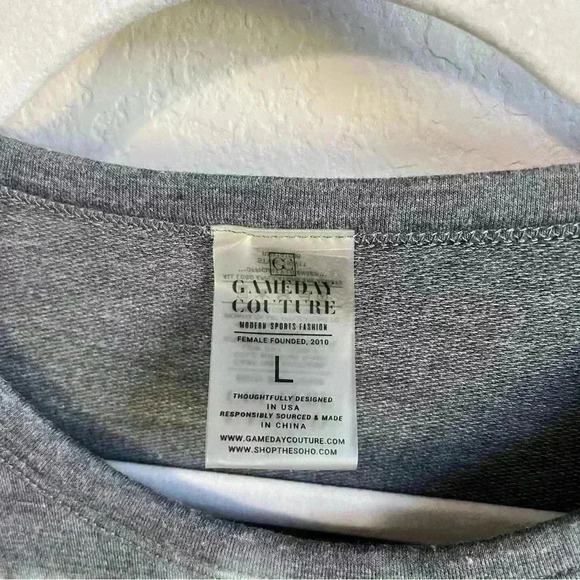 GAMEDAY
COUTURE
MODERN SPORTS FASHION
FEMALE FOUNDED, 2010
L
THOUGHTFULLY DESIGNED
IN USA
RESPONSIBLY SOURCED & MADE
IN CHINA
WWW.GAMEDAYCOUTURE.COM
WWW.SHOPTHESOHO.COM